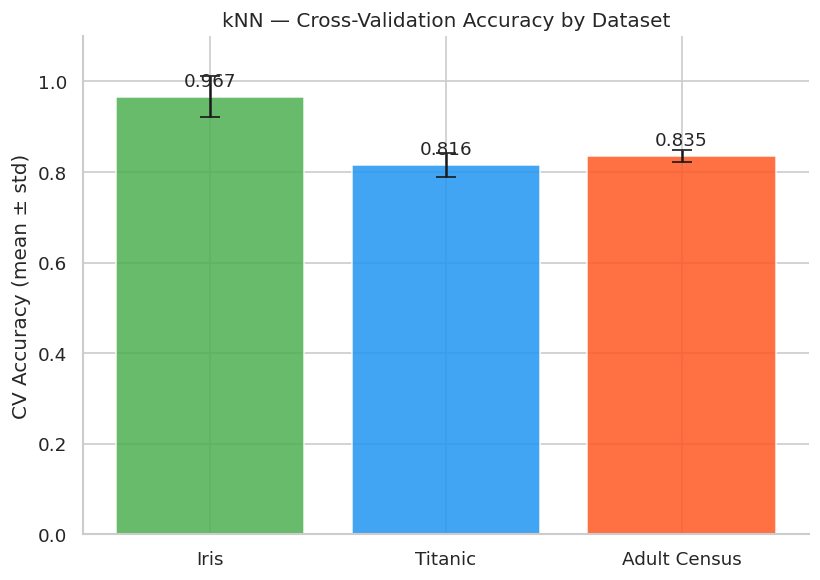 kNN — Cross-Validation Accuracy by Dataset
CV Accuracy (mean ± std)
1.0
0.8
0.6
0.4
0.2
0.0
0.967
0.816
0.835
Iris
Titanic
Adult Census